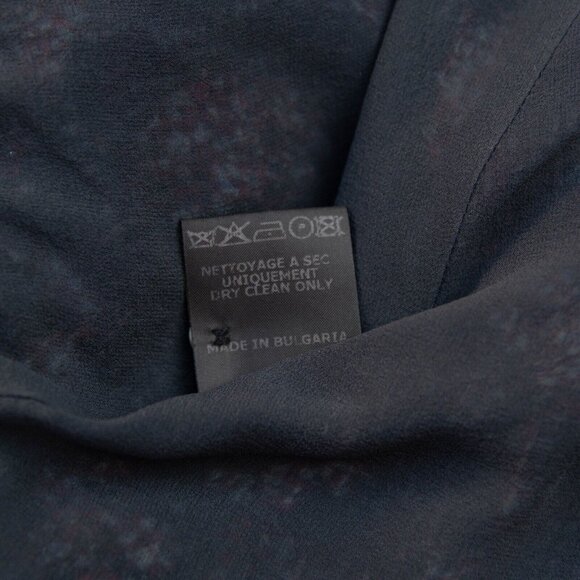 NETTOYAGE A SEC
UNIQUEMENT
DRY CLEAN ONLY
MADE IN BULGARIA